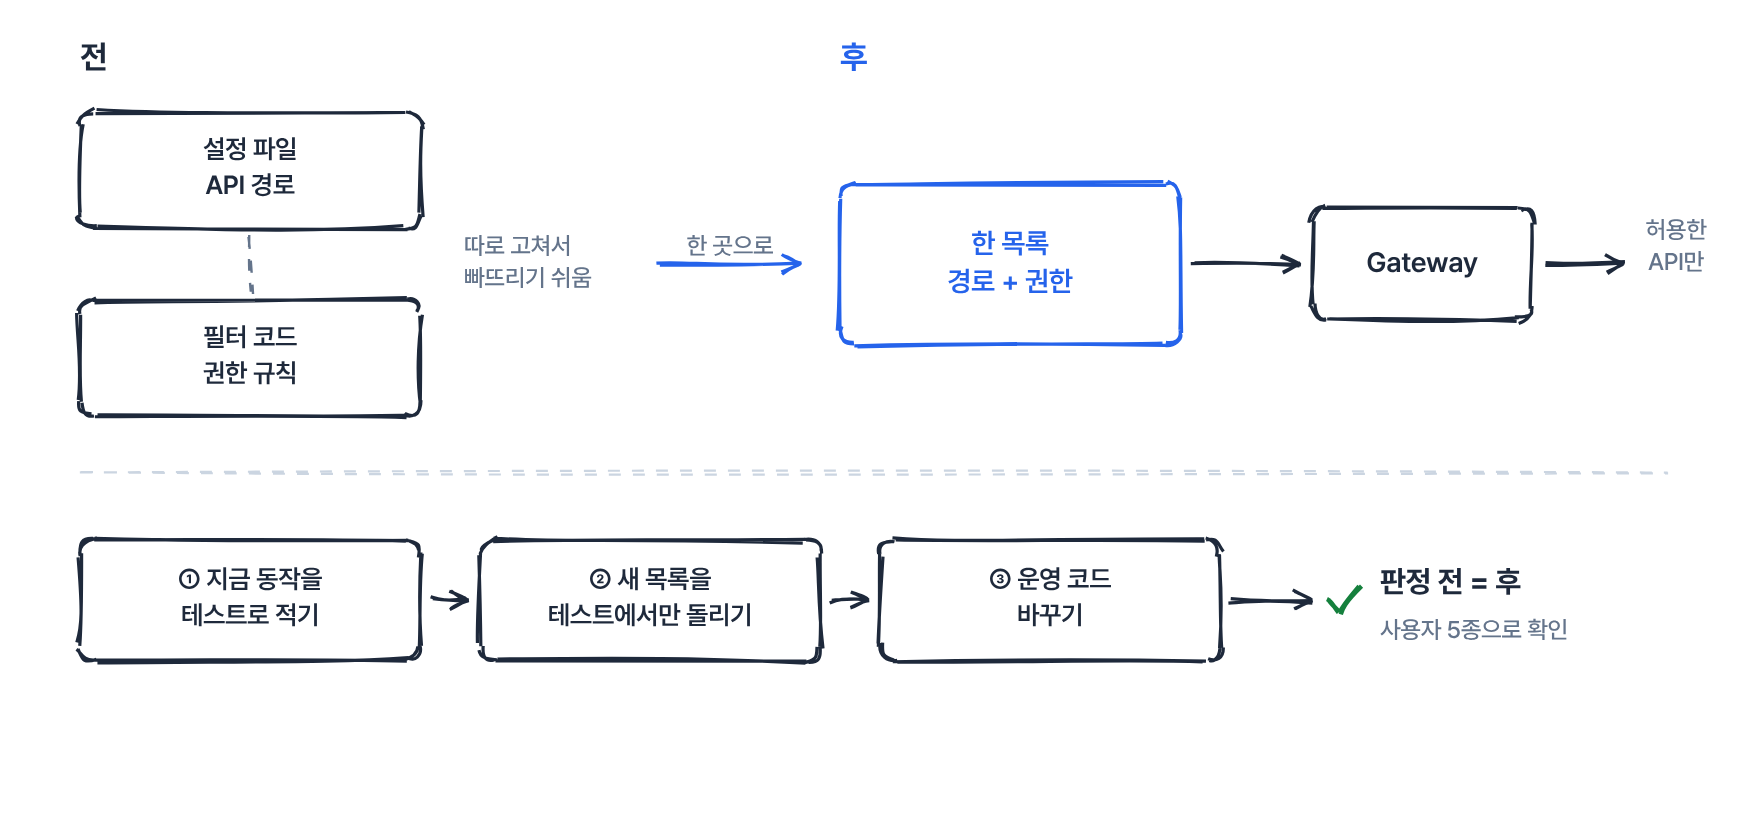 전
후
설정 파일
API 경로
필터 코드
권한 규칙
따로 고쳐서
빠뜨리기 쉬움
한 곳으로
한 목록
경로 + 권한
Gateway
허용한
API만
① 지금 동작을
테스트로 적기
② 새 목록을
테스트에서만 돌리기
③ 운영 코드
바꾸기
판정 전 = 후
사용자 5종으로 확인